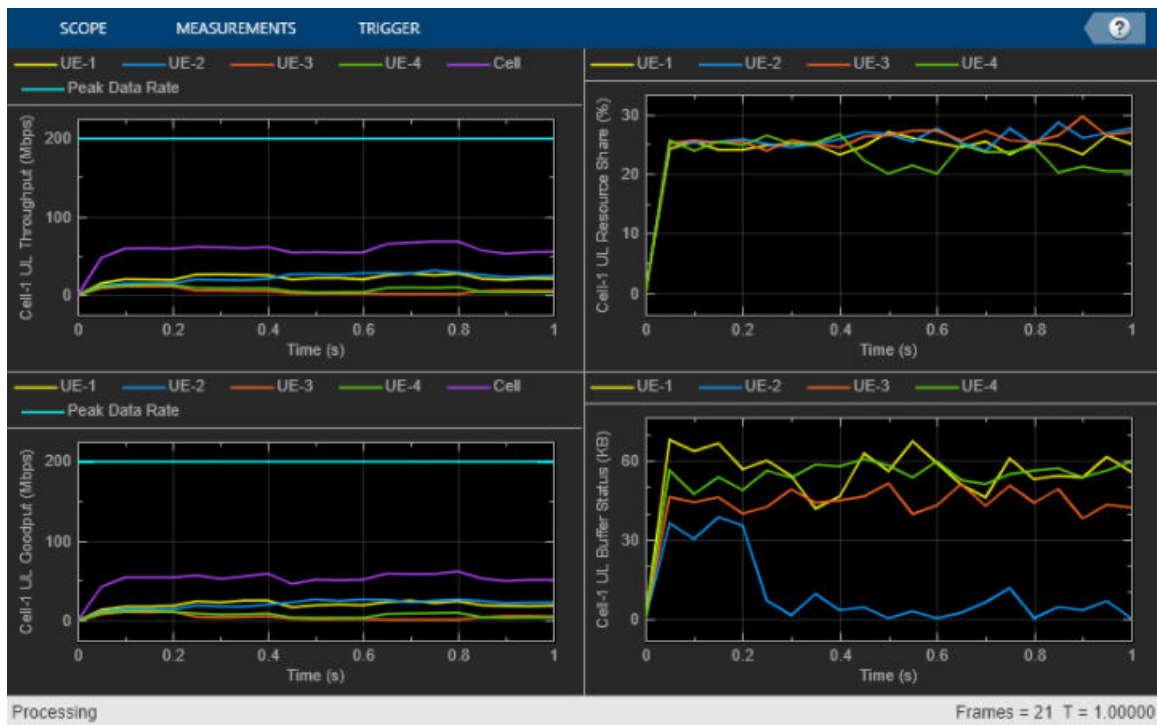 SCOPE MEASUREMENTS TRIGGER ?
UE-1 UE-2 UE-3 UE-4 Cell
Peak Data Rate
Cell-1 UL Throughput (Mbps)
200
100
0
0 0.2 0.4 0.6 0.8 1
Time (s)
UE-1 UE-2 UE-3 UE-4
Cell-1 UL Resource Share (%)
30
20
10
0
0 0.2 0.4 0.6 0.8 1
Time (s)
UE-1 UE-2 UE-3 UE-4 Cell
Peak Data Rate
Cell-1 UL Goodput (Mbps)
200
100
0
0 0.2 0.4 0.6 0.8 1
Time (s)
UE-1 UE-2 UE-3 UE-4
Cell-1 UL Buffer Status (KB)
60
30
0
0 0.2 0.4 0.6 0.8 1
Time (s)
Processing Frames = 21 T = 1.00000